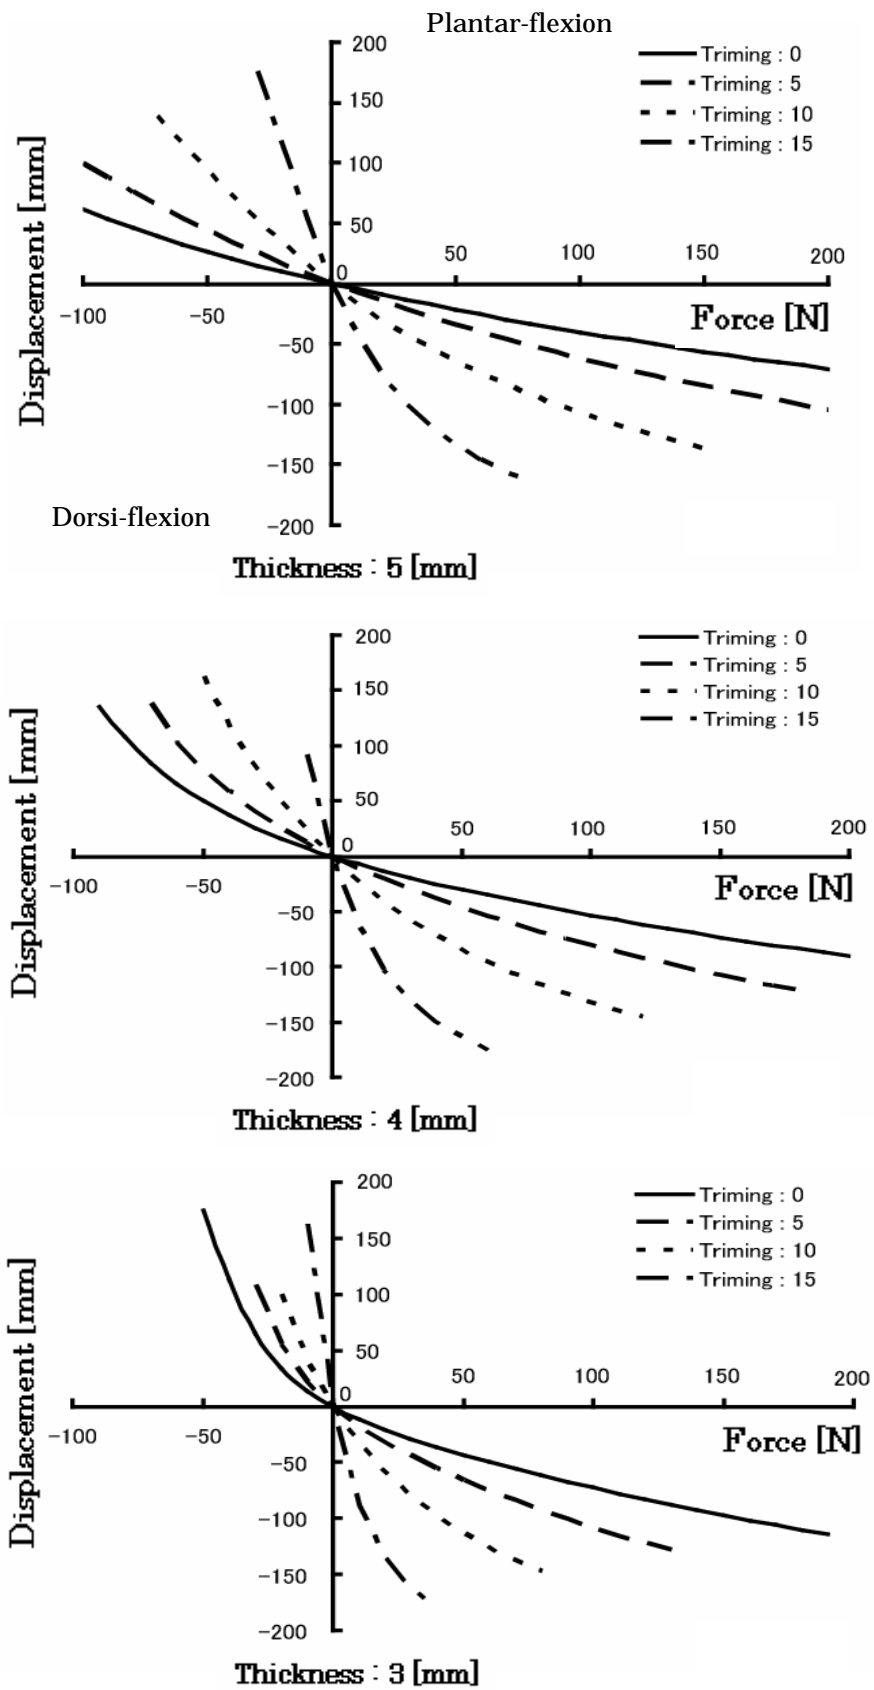 Plantar-flexion
200
150
100
50
0
50
100
150
200
-100
-50
-50
-100
-150
-200
Displacement [mm]
Force [N]
Triming : 0
Triming : 5
Triming : 10
Triming : 15
Dorsi-flexion
Thickness : 5 [mm]
200
150
100
50
0
50
100
150
200
-100
-50
-50
-100
-150
-200
Displacement [mm]
Force [N]
Triming : 0
Triming : 5
Triming : 10
Triming : 15
Thickness : 4 [mm]
200
150
100
50
0
50
100
150
200
-100
-50
-50
-100
-150
-200
Displacement [mm]
Force [N]
Triming : 0
Triming : 5
Triming : 10
Triming : 15
Thickness : 3 [mm]